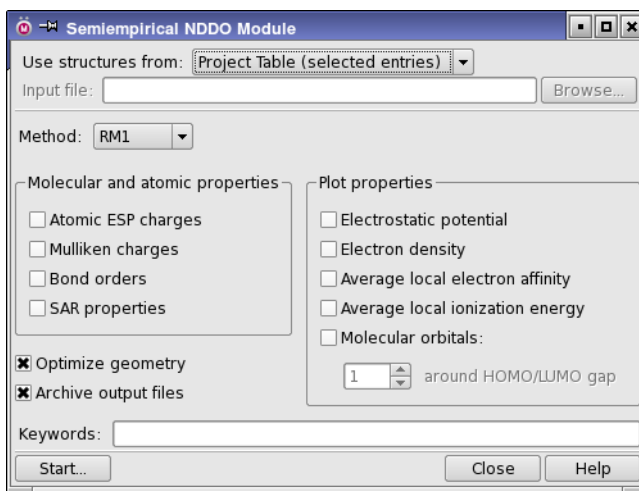 Semiempirical NDDO Module
Use structures from: Project Table (selected entries)
Input file: Browse...
Method: RM1
Molecular and atomic properties
Atomic ESP charges
Mulliken charges
Bond orders
SAR properties
Optimize geometry
Archive output files
Plot properties
Electrostatic potential
Electron density
Average local electron affinity
Average local ionization energy
Molecular orbitals:
1 around HOMO/LUMO gap
Keywords:
Start... Close Help